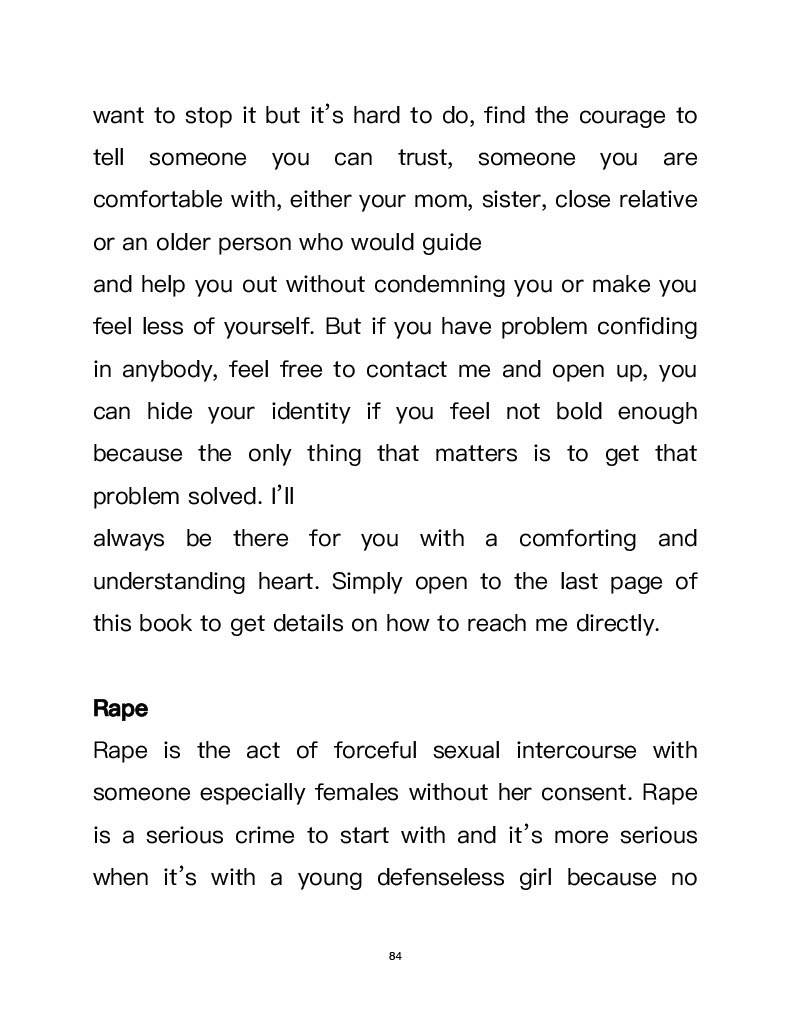 want to stop it but it’s hard to do, find the courage to
tell someone you can trust, someone you are
comfortable with, either your mom, sister, close relative
or an older person who would guide
and help you out without condemning you or make you
feel less of yourself. But if you have problem confiding
in anybody, feel free to contact me and open up, you
can hide your identity if you feel not bold enough
because the only thing that matters is to get that
problem solved. I’ll
always be there for you with a comforting and
understanding heart. Simply open to the last page of
this book to get details on how to reach me directly.
Rape
Rape is the act of forceful sexual intercourse with
someone especially females without her consent. Rape
is a serious crime to start with and it’s more serious
when it’s with a young defenseless girl because no
84